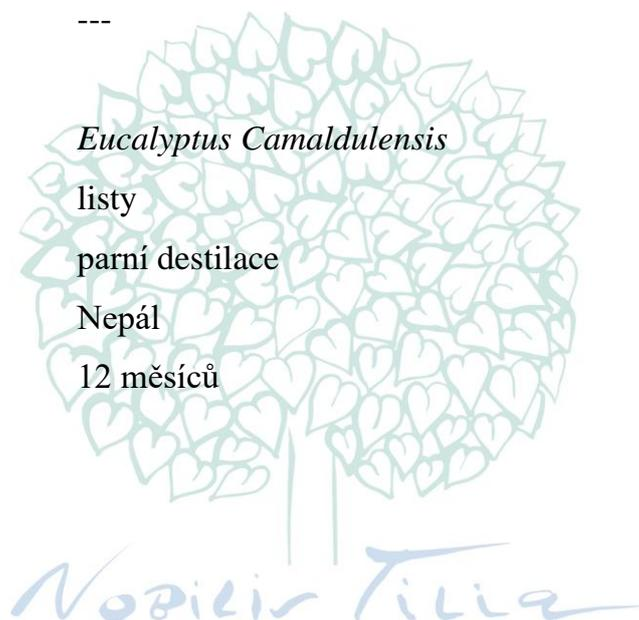 ---
Eucalyptus Camaldulensis
listy
parní destilace
Nepál
12 měsíců
Nobilis Tilia